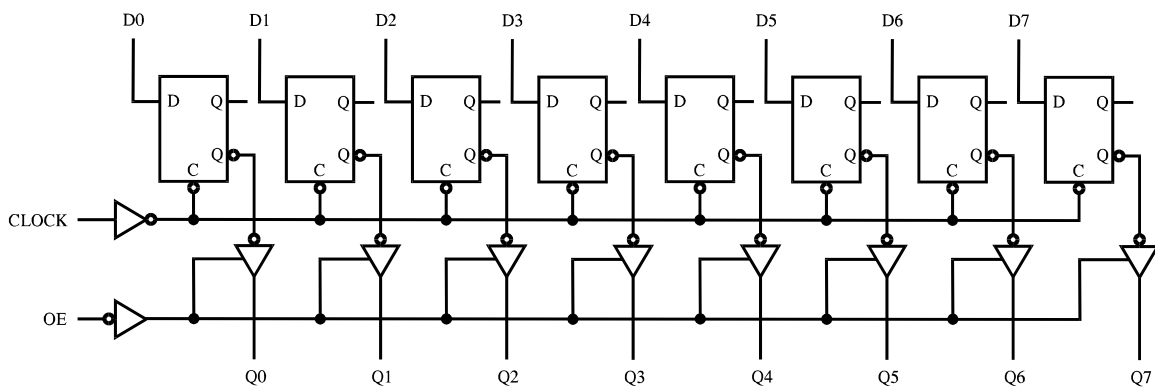 D0 D1 D2 D3 D4 D5 D6 D7
D Q D Q D Q D Q D Q D Q D Q D Q
Q Q Q Q Q Q Q Q
C C C C C C C C
CLOCK
OE
Q0 Q1 Q2 Q3 Q4 Q5 Q6 Q7